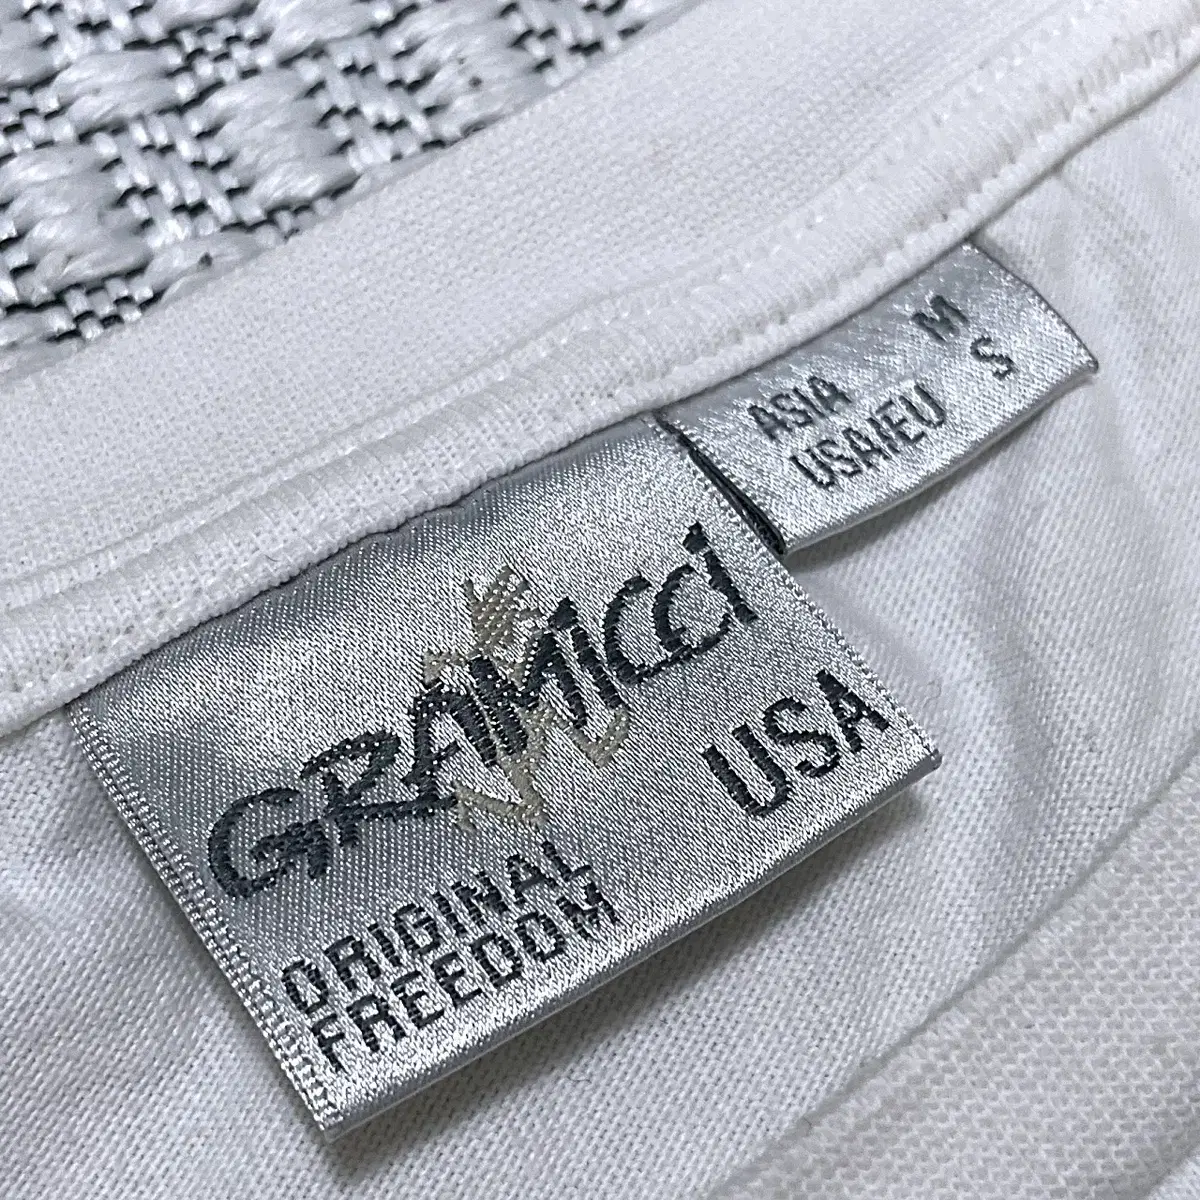 ASIA M
USA/EU S
GRAMICCI
USA
ORIGINAL
FREEDOM